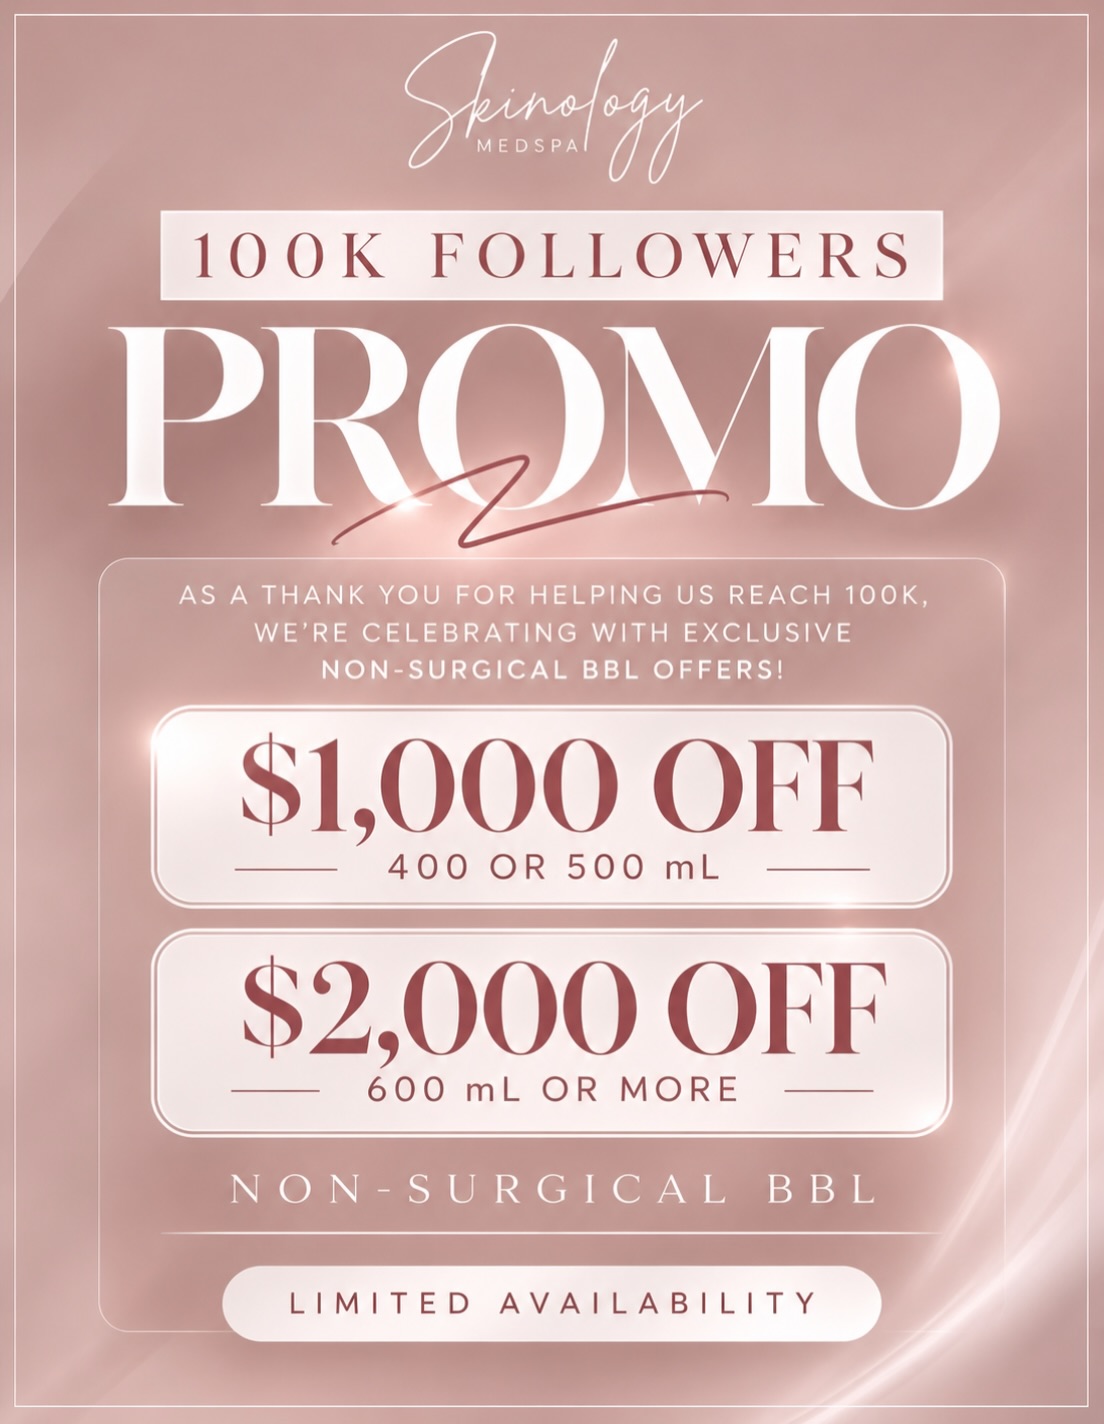 Skinology
MEDSPA
100K FOLLOWERS
PROMO
AS A THANK YOU FOR HELPING US REACH 100K,
WE’RE CELEBRATING WITH EXCLUSIVE
NON-SURGICAL BBL OFFERS!
$1,000 OFF
400 OR 500 mL
$2,000 OFF
600 mL OR MORE
NON-SURGICAL BBL
LIMITED AVAILABILITY